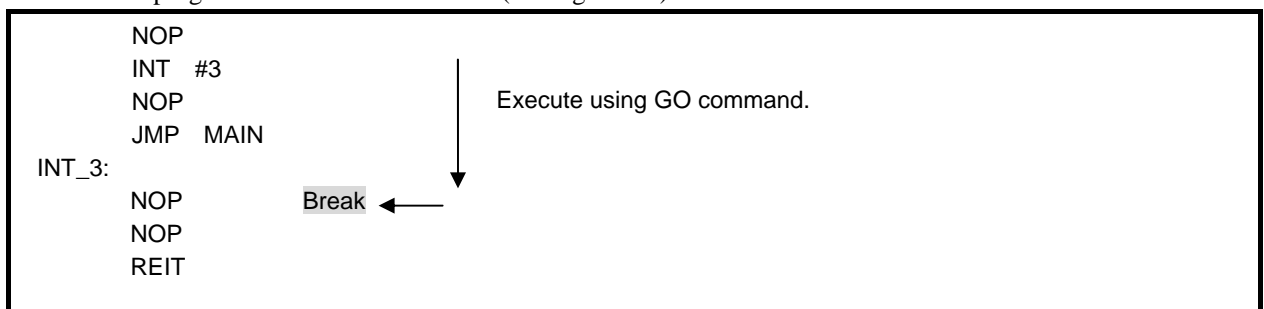 NOP
INT #3
NOP Execute using GO command.
JMP MAIN
INT_3:
NOP Break
NOP
REIT